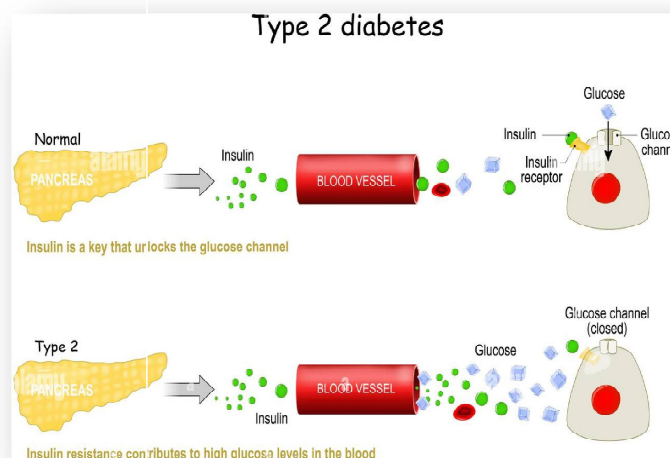 Type 2 diabetes
Glucose
Normal
Insulin
Glucos
chann
Insulin
Insulin
receptor
PANCREAS
BLOOD VESSEL
Insulin is a key that unlocks the glucose channel
Glucose channel
(closed)
Type 2
Glucose
PANCREAS
BLOOD VESSEL
Insulin
Insulin resistance contributes to high glucose levels in the blood